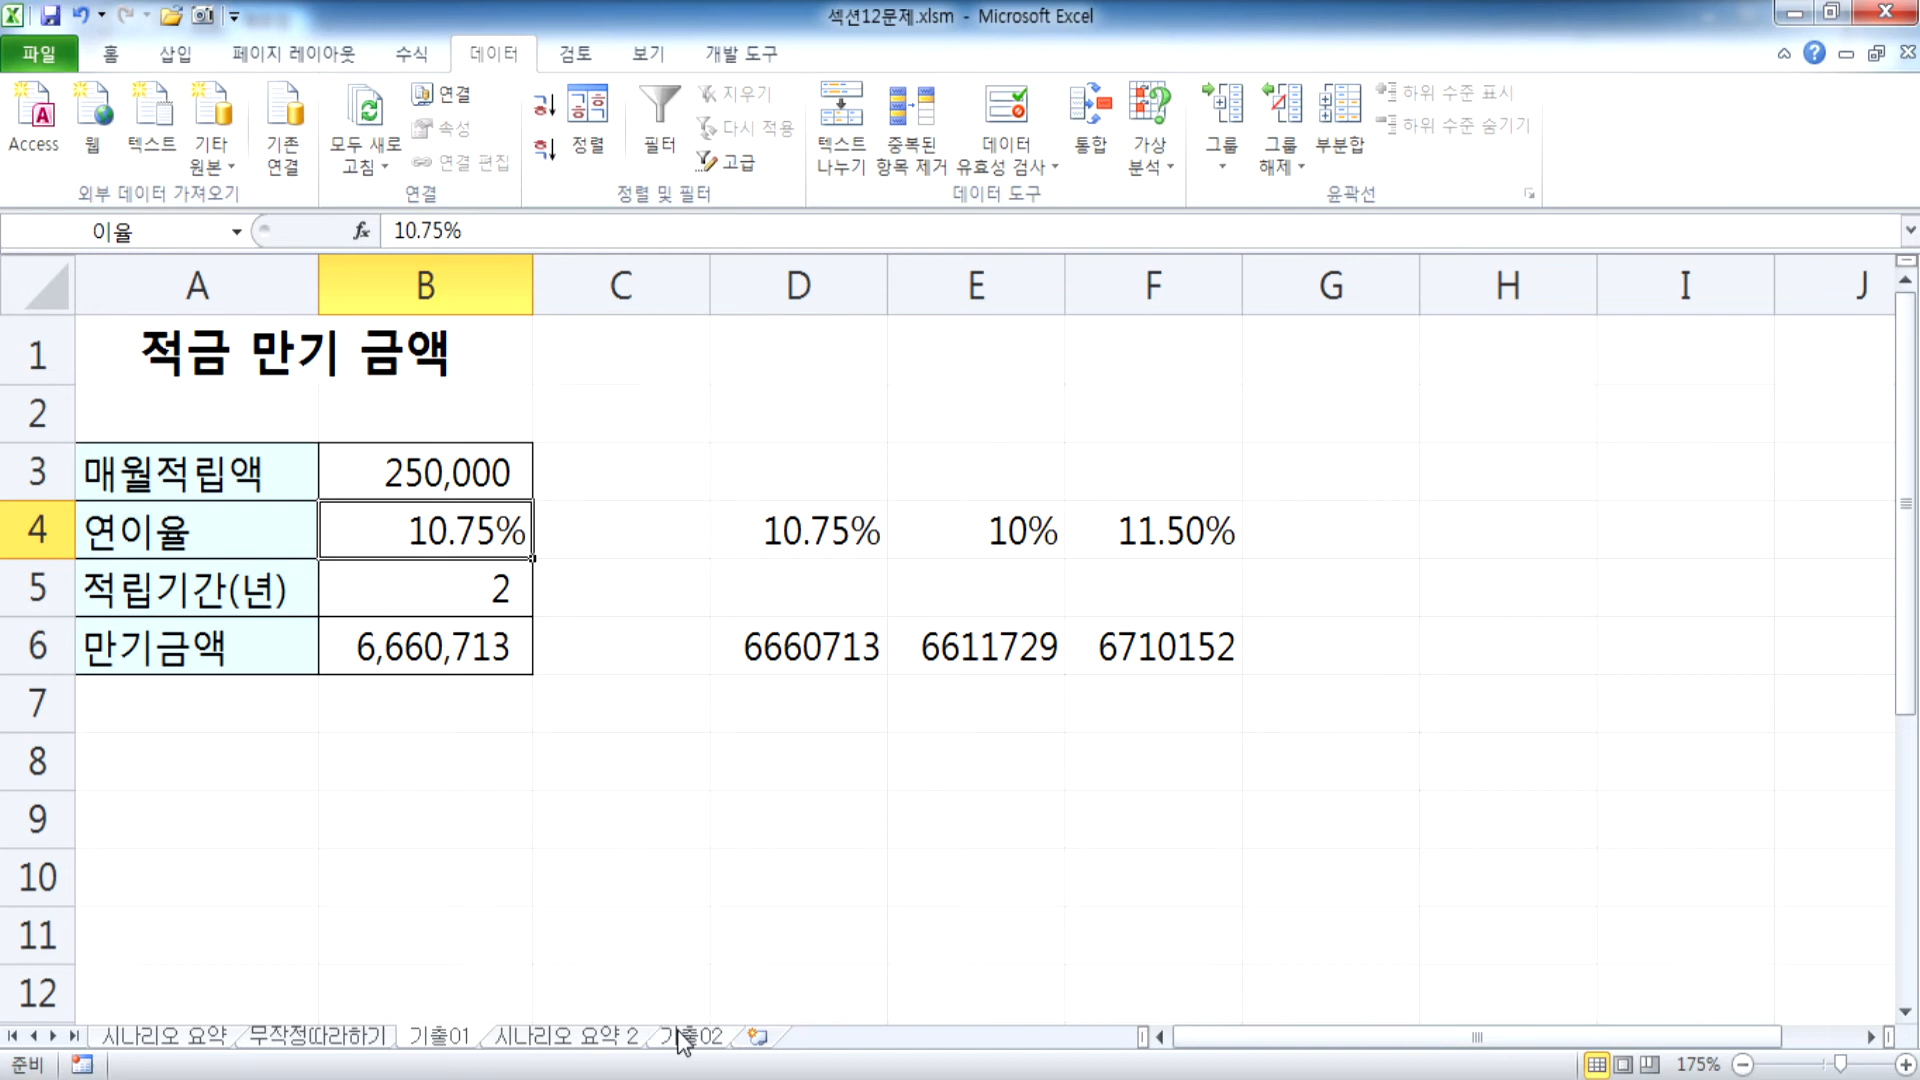 섹션12문제.xlsm - Microsoft Excel
파일 홈 삽입 페이지 레이아웃 수식 데이터 검토 보기 개발 도구
Access 웹 텍스트 기타 원본 기존 연결 모두 새로 고침 연결 속성 연결 편집 정렬 필터 지우기 다시 적용 고급 텍스트 나누기 중복된 항목 제거 데이터 유효성 검사 통합 가상 분석 그룹 그룹 해제 부분합 하위 수준 표시 하위 수준 숨기기
외부 데이터 가져오기 연결 정렬 및 필터 데이터 도구 윤곽선
이율 fx 10.75%
A B C D E F G H I J
1 적금 만기 금액
2
3 매월적립액 250,000
4 연이율 10.75% 10.75% 10% 11.50%
5 적립기간(년) 2
6 만기금액 6,660,713 6660713 6611729 6710152
7
8
9
10
11
12
시나리오 요약 무작정따라하기 기출01 시나리오 요약 2 기출02
준비 175%